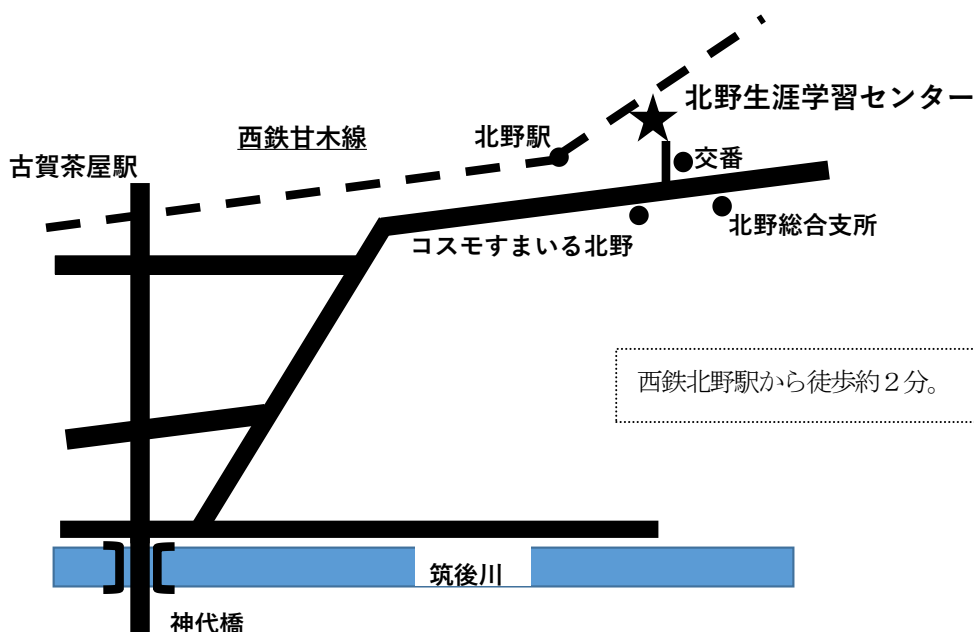 北野生涯学習センター
西鉄甘木線
北野駅
古賀茶屋駅
交番
北野総合支所
コスモすまいる北野
西鉄北野駅から徒歩約２分。
筑後川
神代橋